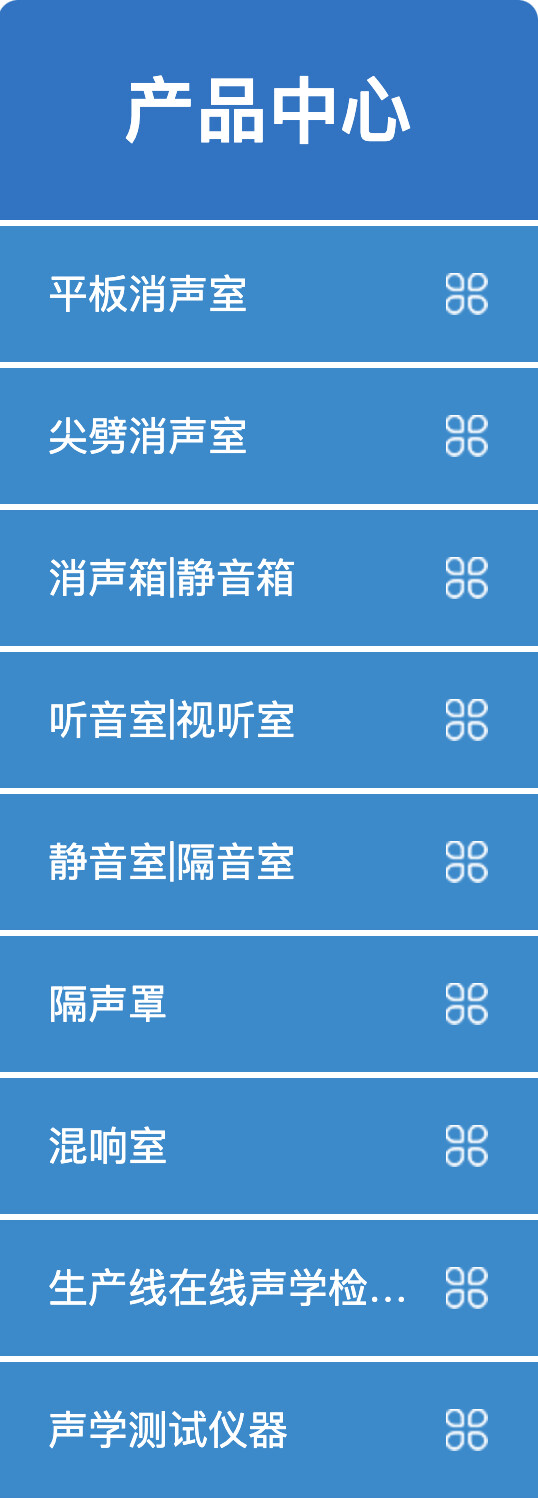 产品中心
平板消声室
尖劈消声室
消声箱|静音箱
听音室|视听室
静音室|隔音室
隔声罩
混响室
生产线在线声学检...
声学测试仪器